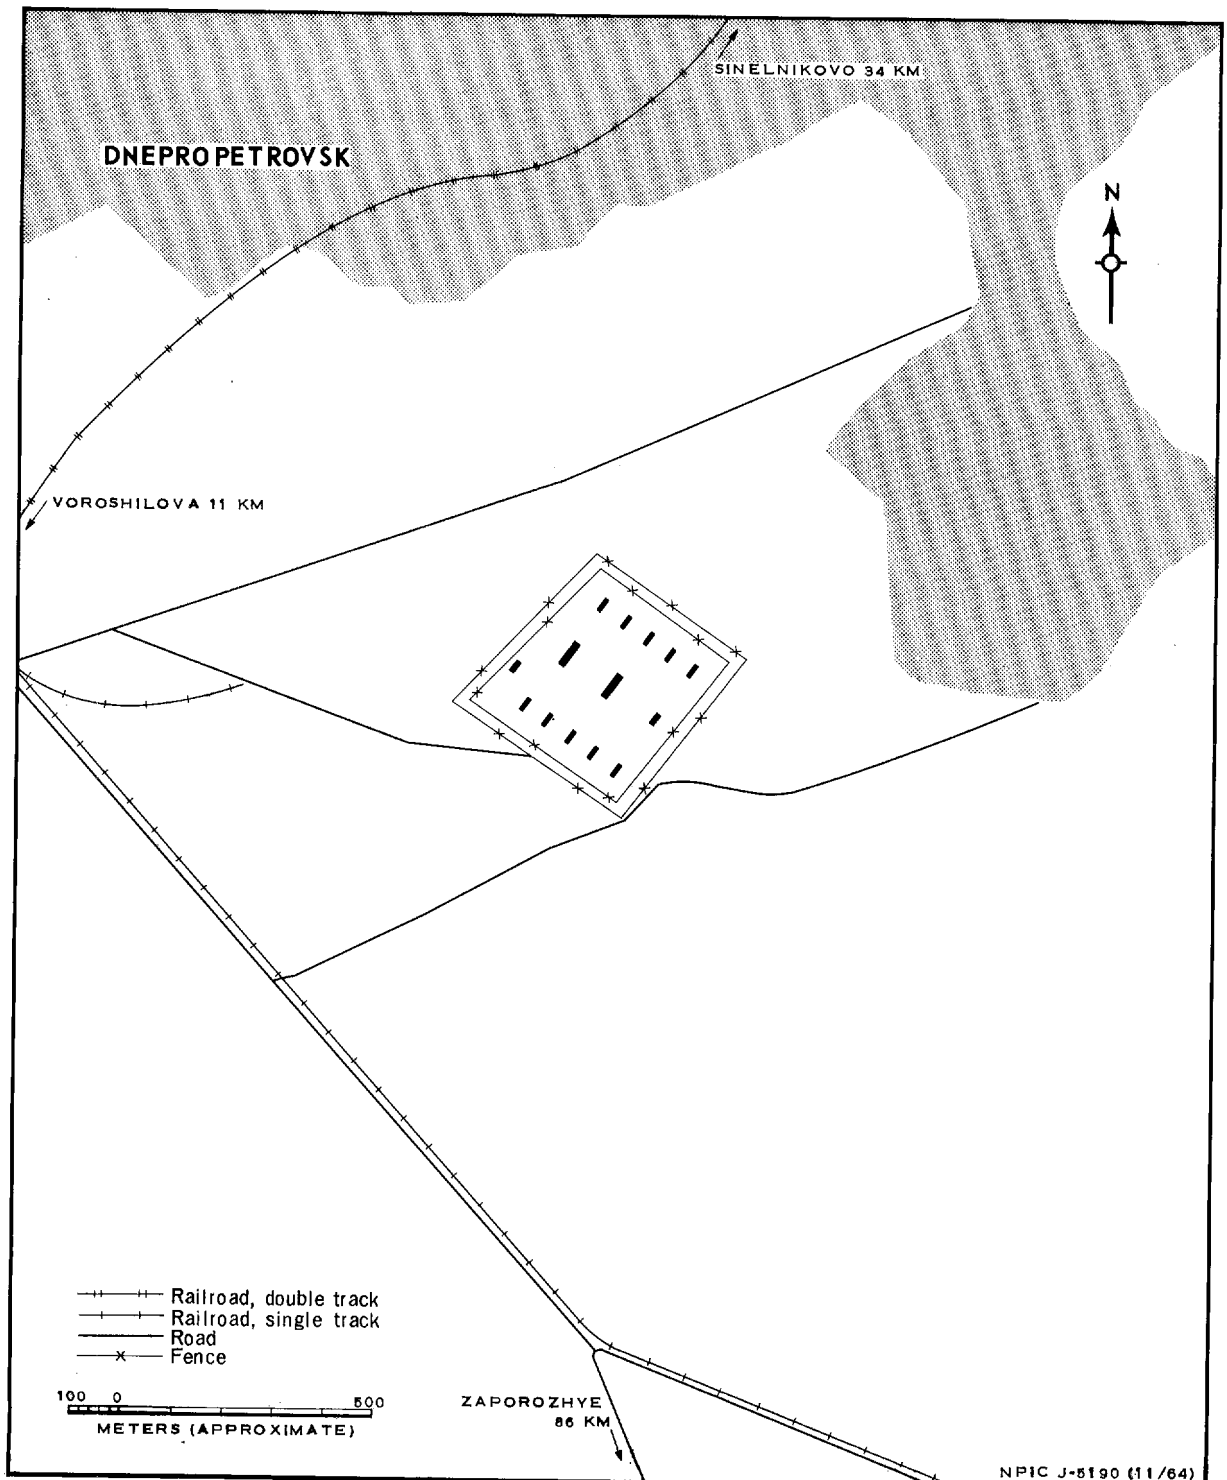 SINELNIKOVO 34 KM
DNEPROPETROVSK
N
VOROSHILOVA 11 KM
Railroad, double track
Railroad, single track
Road
Fence
100 0 500
METERS (APPROXIMATE)
ZAPOROZHYE
86 KM
NPIC J-5190 (11/64)